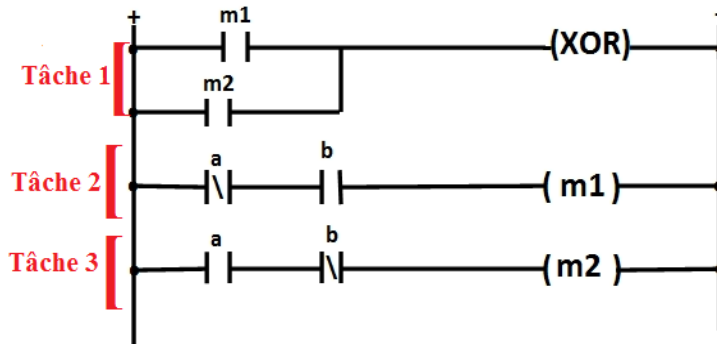 +
m1
(XOR)
Tâche 1
m2
a
b
Tâche 2
\
( m1)
a
b
Tâche 3
\
(m2 )